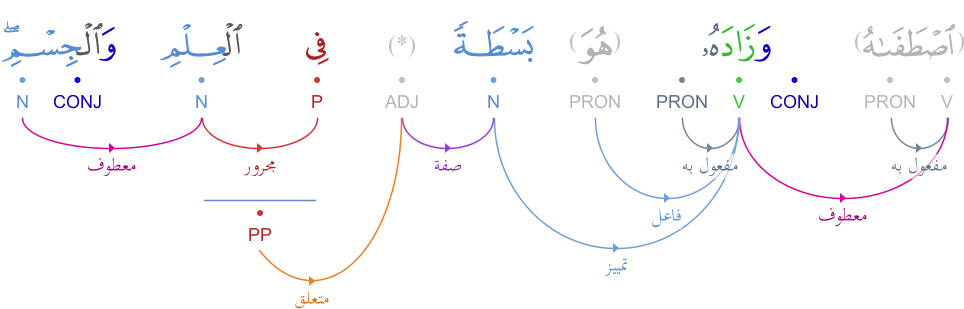 (ٱصْطَفَىٰهُ) وَزَادَهُۥ (هُوَ) بَسْطَةً (*) فِى ٱلْعِلْمِ وَٱلْجِسْمِ ۖ
V PRON CONJ V PRON PRON N ADJ P N CONJ N
مفعول به مفعول به صفة مجرور معطوف
فاعل معطوف
PP
تمييز
متعلق